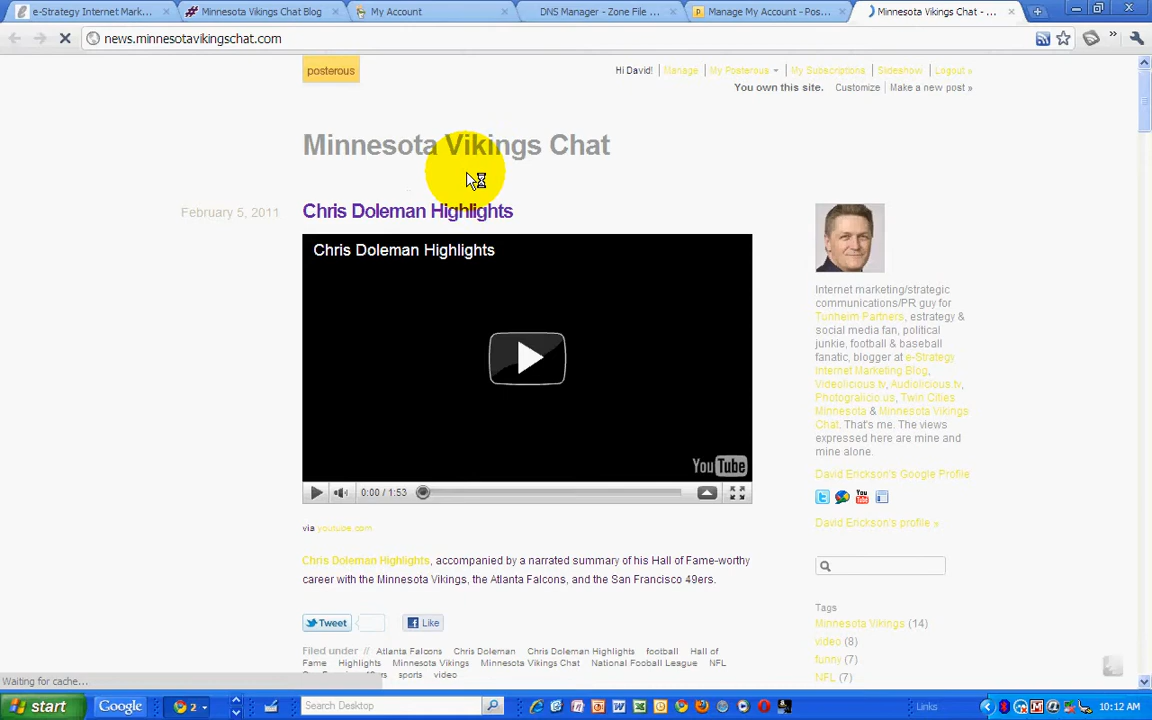 e-Strategy Internet Mark...
Minnesota Vikings Chat Blog
My Account
DNS Manager - Zone File ...
Manage My Account - Pos...
Minnesota Vikings Chat - ...
news.minnesotavikingschat.com
posterous
Hi David! Manage My Posterous My Subscriptions Slideshow Logout »
You own this site. Customize Make a new post »
Minnesota Vikings Chat
February 5, 2011
Chris Doleman Highlights
Chris Doleman Highlights
YouTube
0:00 / 1:53
via youtube.com
Chris Doleman Highlights, accompanied by a narrated summary of his Hall of Fame-worthy
career with the Minnesota Vikings, the Atlanta Falcons, and the San Francisco 49ers.
Tweet
Like
Filed under // Atlanta Falcons Chris Doleman Chris Doleman Highlights football Hall of
Fame Highlights Minnesota Vikings Minnesota Vikings Chat National Fooball League NFL
sports video
Internet marketing/strategic
communications/PR guy for
Tunheim Partners, estrategy &
social media fan, political
junkie, football & baseball
fanatic, blogger at e-Strategy
Internet Marketing Blog,
Videolicious.tv, Audiolicious.tv,
Photogralicio.us, Twin Cities
Minnesota & Minnesota Vikings
Chat. That's me. The views
expressed here are mine and
mine alone.
David Erickson's Google Profile
David Erickson's profile »
Tags
Minnesota Vikings (14)
video (8)
funny (7)
NFL (7)
Waiting for cache...
start
Google
2
Search Desktop
Links
10:12 AM